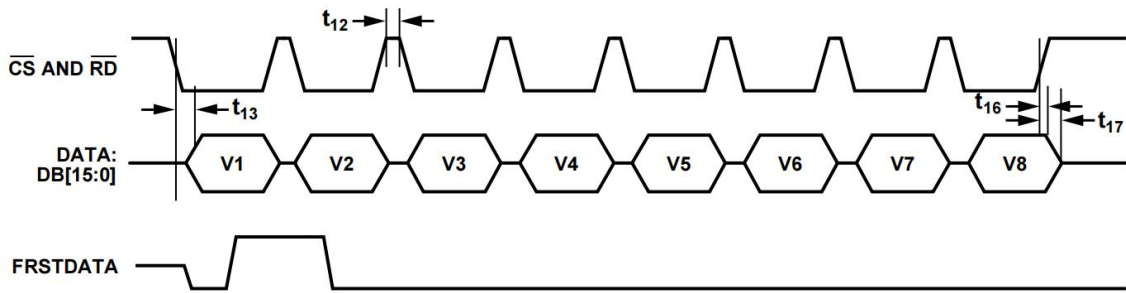 t12
CS AND RD
t13
t16
t17
DATA:
DB[15:0]
V1 V2 V3 V4 V5 V6 V7 V8
FRSTDATA